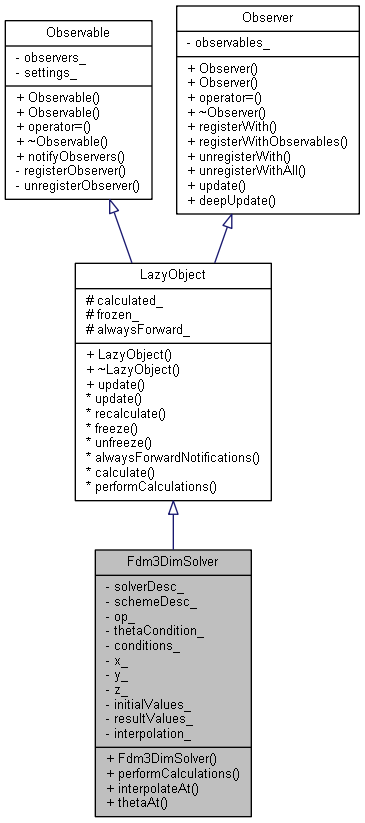 Observable
- observers_
- settings_
+ Observable()
+ Observable()
+ operator=()
+ ~Observable()
+ notifyObservers()
- registerObserver()
- unregisterObserver()
Observer
- observables_
+ Observer()
+ Observer()
+ operator=()
+ ~Observer()
+ registerWith()
+ registerWithObservables()
+ unregisterWith()
+ unregisterWithAll()
+ update()
+ deepUpdate()
LazyObject
# calculated_
# frozen_
# alwaysForward_
+ LazyObject()
+ ~LazyObject()
+ update()
* update()
* recalculate()
* freeze()
* unfreeze()
* alwaysForwardNotifications()
* calculate()
* performCalculations()
Fdm3DimSolver
- solverDesc_
- schemeDesc_
- op_
- thetaCondition_
- conditions_
- x_
- y_
- z_
- initialValues_
- resultValues_
- interpolation_
+ Fdm3DimSolver()
+ performCalculations()
+ interpolateAt()
+ thetaAt()